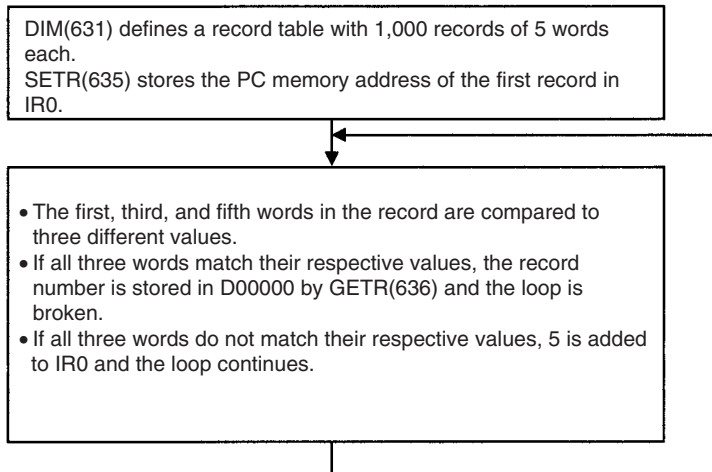 DIM(631) defines a record table with 1,000 records of 5 words
each.
SETR(635) stores the PC memory address of the first record in
IR0.
• The first, third, and fifth words in the record are compared to
three different values.
• If all three words match their respective values, the record
number is stored in D00000 by GETR(636) and the loop is
broken.
• If all three words do not match their respective values, 5 is added
to IR0 and the loop continues.